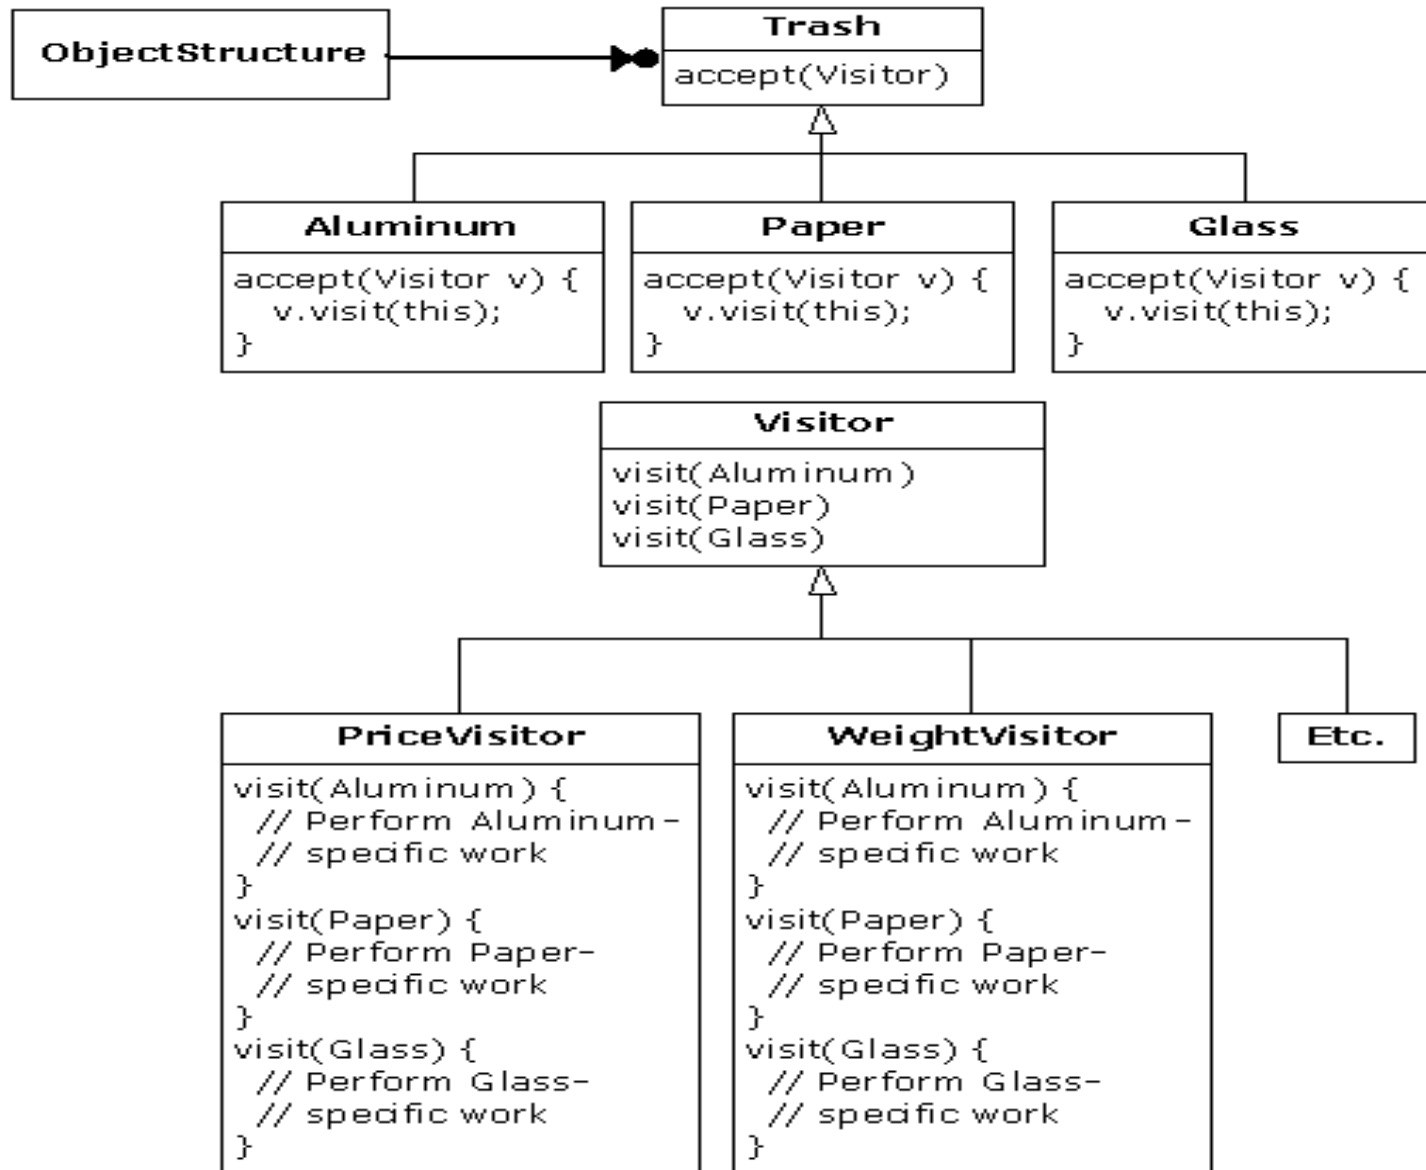 ObjectStructure
Trash
accept(Visitor)
Aluminum
accept(Visitor v) {
v.visit(this);
}
Paper
accept(Visitor v) {
v.visit(this);
}
Glass
accept(Visitor v) {
v.visit(this);
}
Visitor
visit(Aluminum)
visit(Paper)
visit(Glass)
PriceVisitor
visit(Aluminum) {
// Perform Aluminum-
// specific work
}
visit(Paper) {
// Perform Paper-
// specific work
}
visit(Glass) {
// Perform Glass-
// specific work
}
WeightVisitor
visit(Aluminum) {
// Perform Aluminum-
// specific work
}
visit(Paper) {
// Perform Paper-
// specific work
}
visit(Glass) {
// Perform Glass-
// specific work
}
Etc.